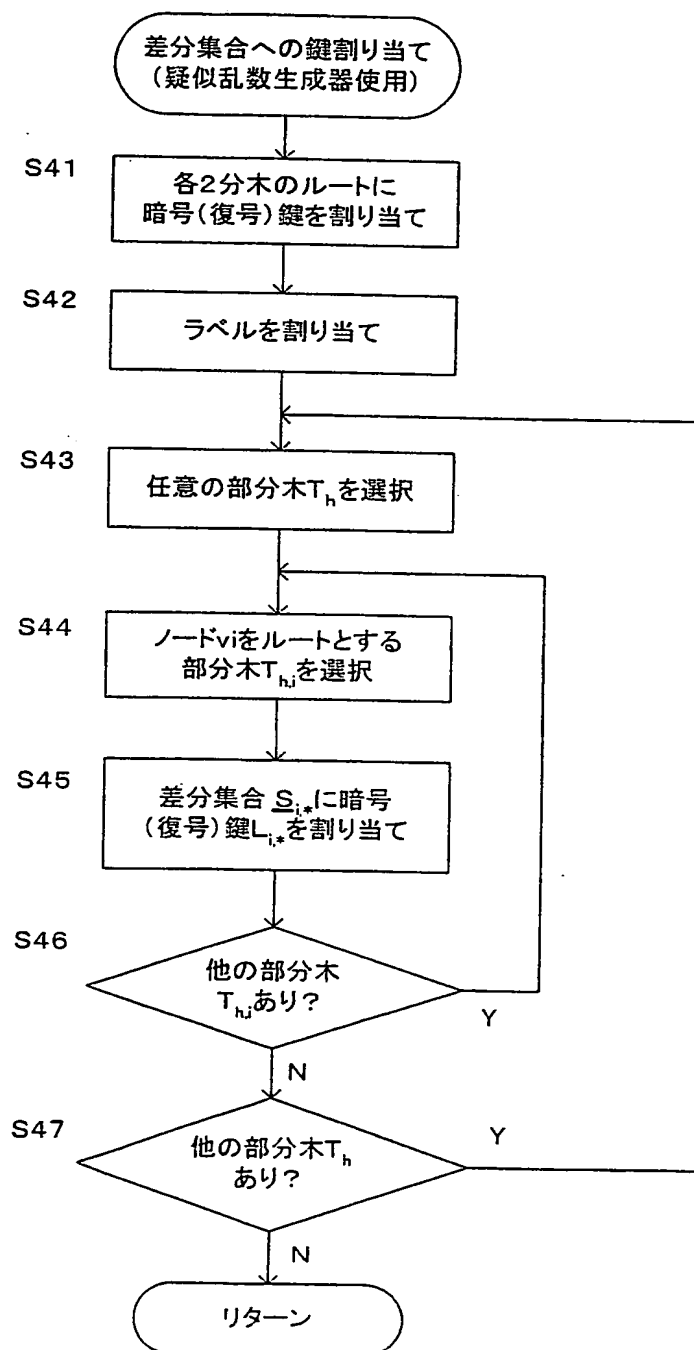 差分集合への鍵割り当て
（疑似乱数生成器使用）
S41
各2分木のルートに
暗号（復号）鍵を割り当て
S42
ラベルを割り当て
S43
任意の部分木Thを選択
S44
ノードviをルートとする
部分木Th,iを選択
S45
差分集合 Si,*に暗号
（復号）鍵Li,*を割り当て
S46
他の部分木
Th,iあり？
Y
N
S47
他の部分木Th
あり？
Y
N
リターン